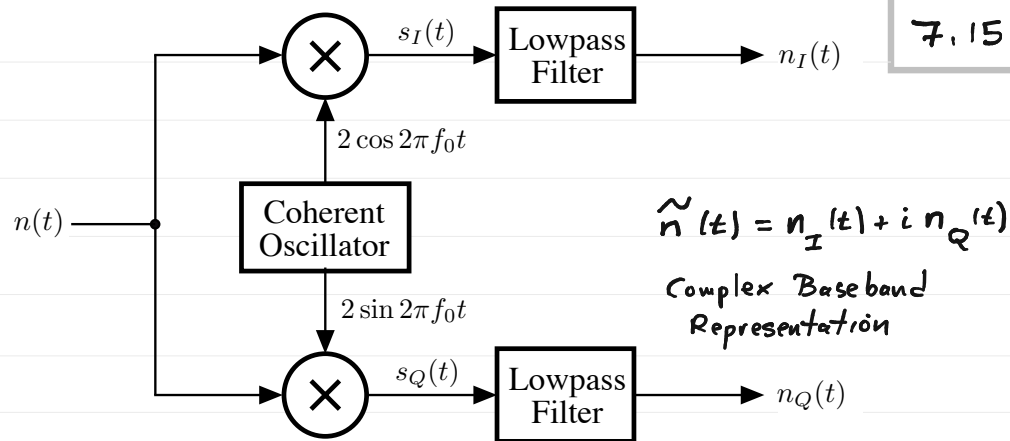 s_I(t)
Lowpass
Filter
n_I(t)
7.15
×
2 cos 2πf_0t
n(t)
Coherent
Oscillator
ñ(t) = n_I(t) + i n_Q(t)
Complex Baseband
Representation
2 sin 2πf_0t
×
s_Q(t)
Lowpass
Filter
n_Q(t)